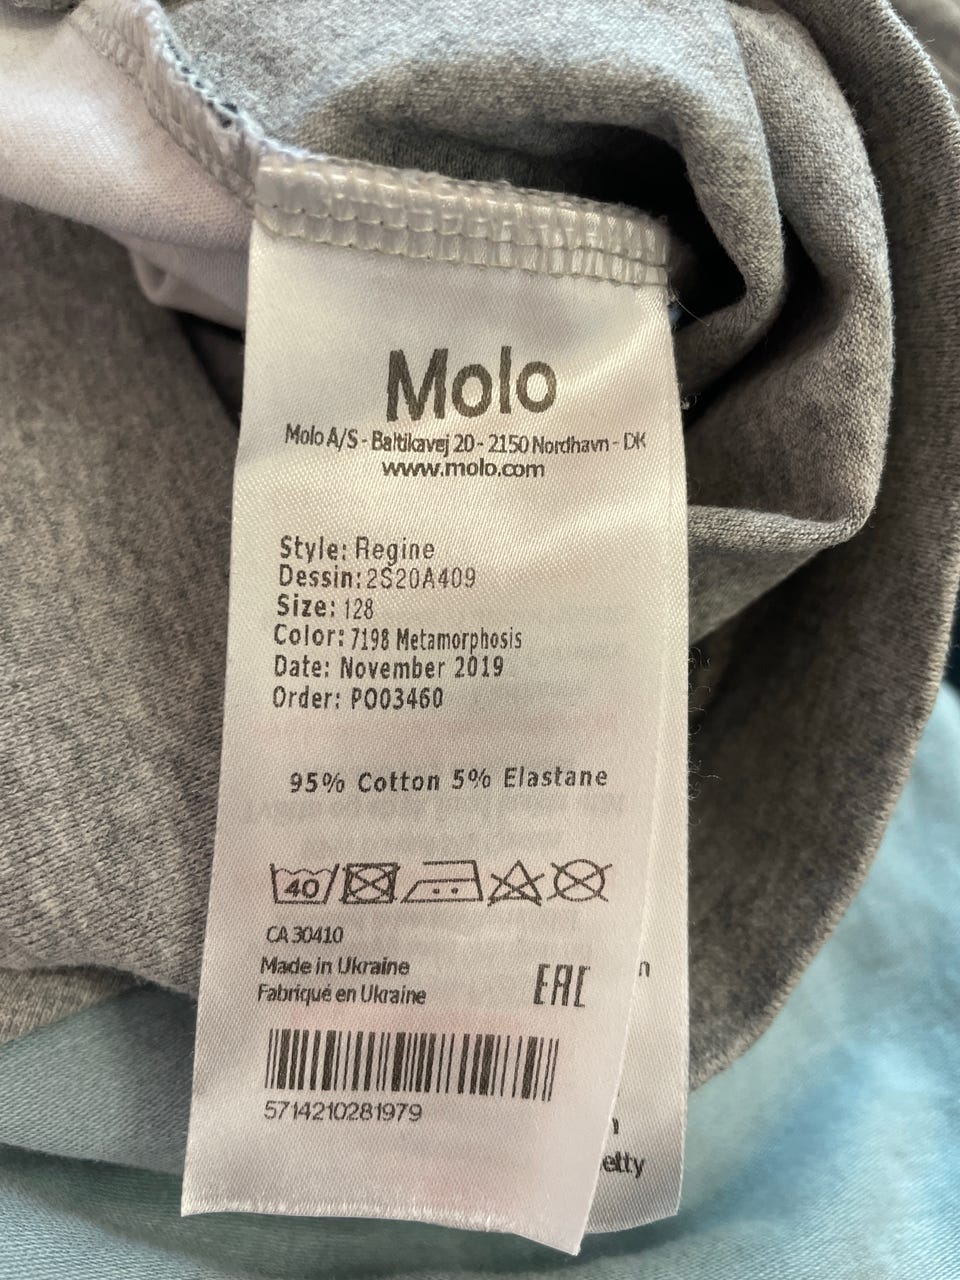 Molo
Molo A/S - Baltikavej 20 - 2150 Nordhavn - DK
www.molo.com
Style: Regine
Dessin: 2S20A409
Size: 128
Color: 7198 Metamorphosis
Date: November 2019
Order: PO03460
95% Cotton 5% Elastane
40
CA 30410
Made in Ukraine
Fabriqué en Ukraine
EAC
5714210281979